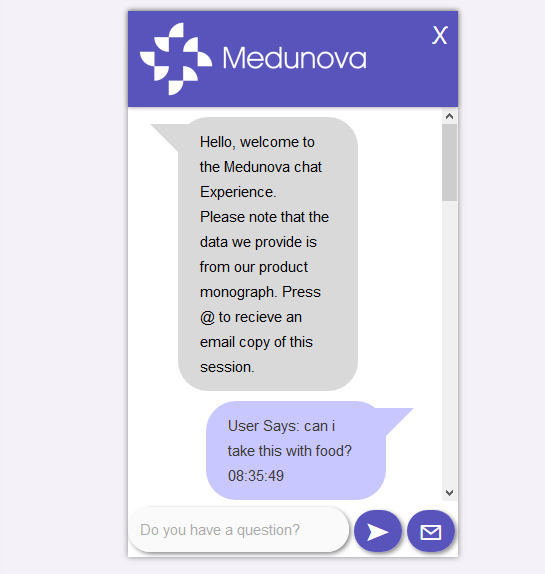 Medunova
X
Hello, welcome to
the Medunova chat
Experience.
Please note that the
data we provide is
from our product
monograph. Press
@ to recieve an
email copy of this
session.
User Says: can i
take this with food?
08:35:49
Do you have a question?